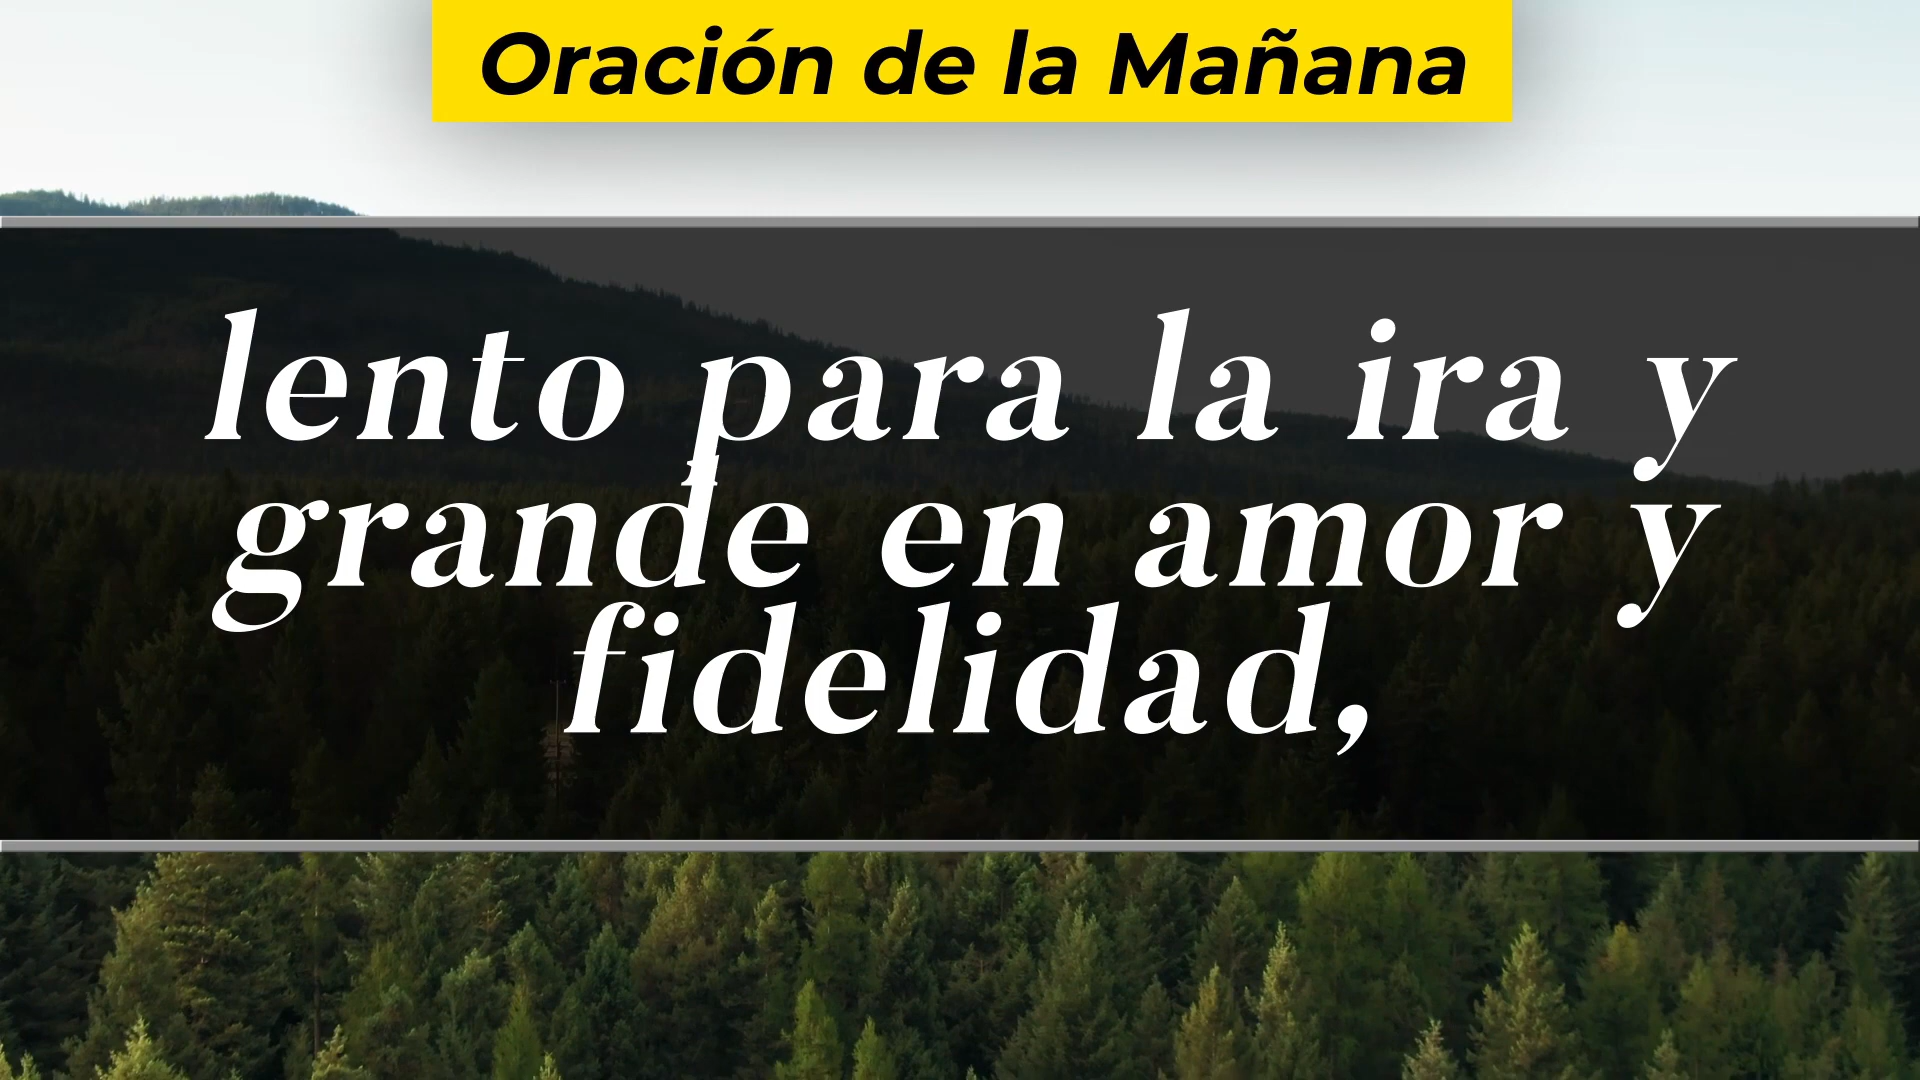 Oración de la Mañana
lento para la ira y
grande en amor y
fidelidad,